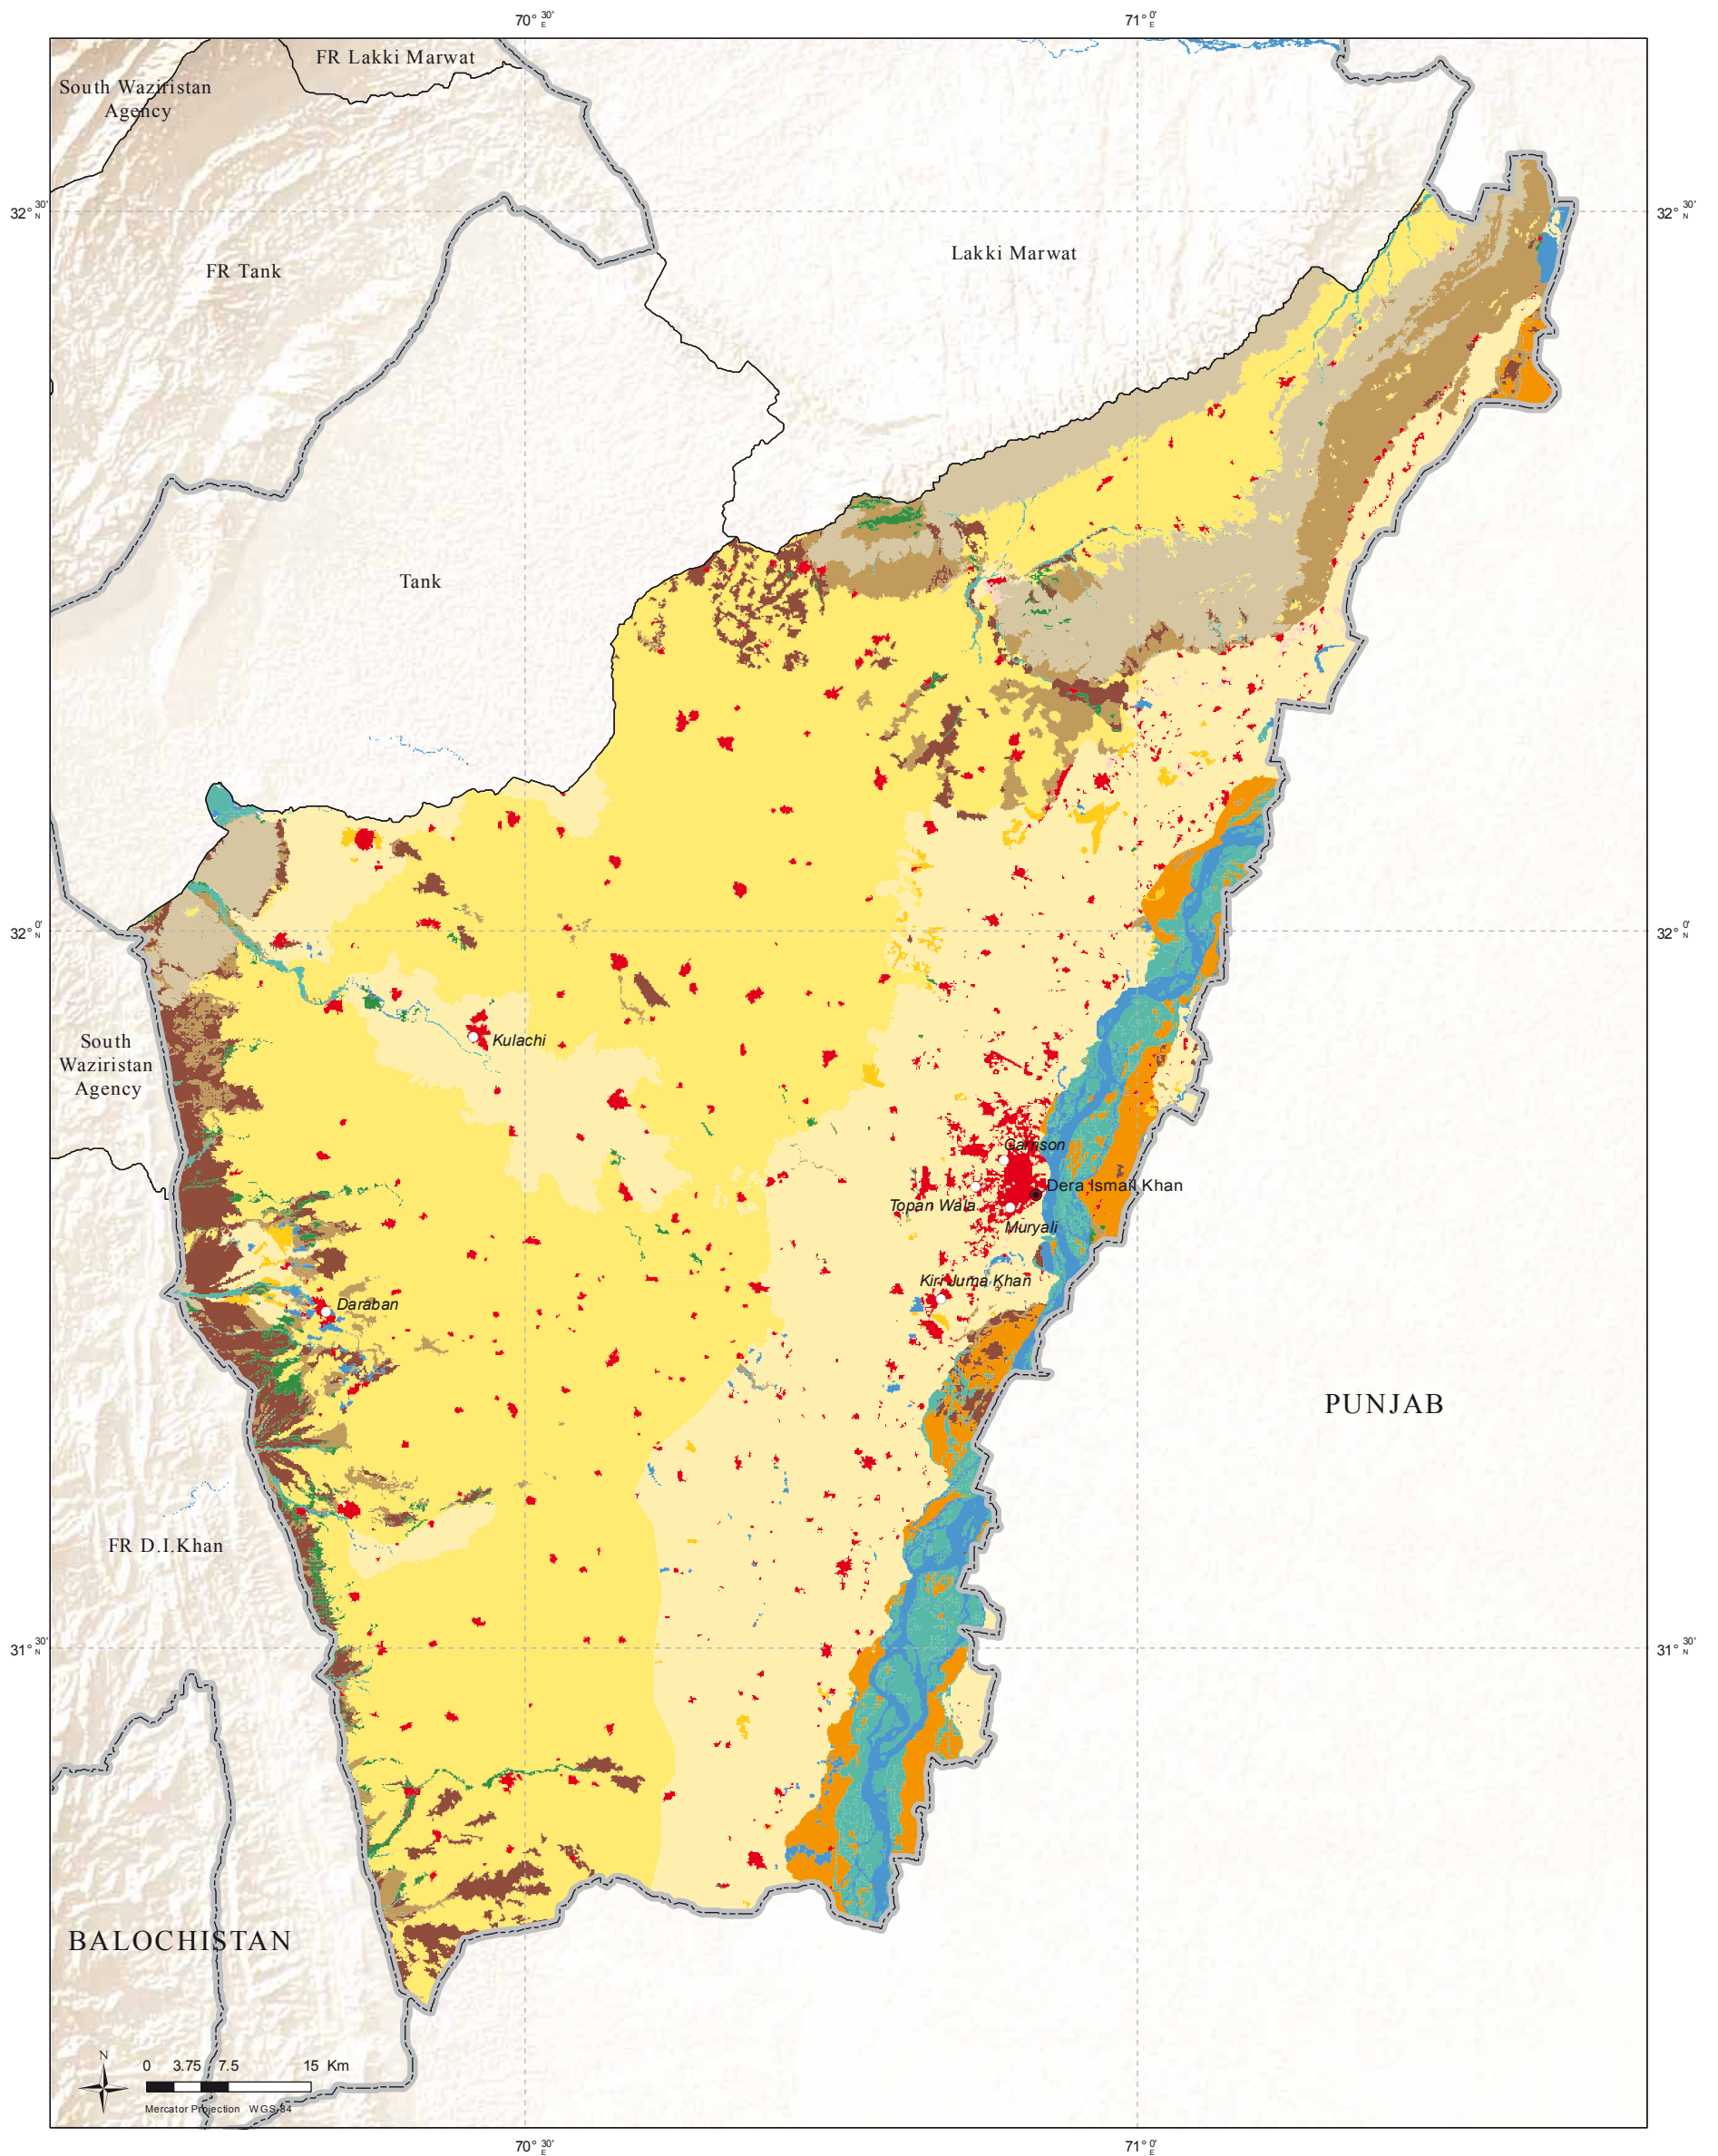 70° 30' E
71° 0' E
FR Lakki Marwat
South Waziristan
Agency
32° 30' N
32° 30' N
Lakki Marwat
FR Tank
Tank
32° 0' N
32° 0' N
Kulachi
South
Waziristan
Agency
Garrison
Dera Ismail Khan
Topan Wala
Muryali
Kirri Juma Khan
Daraban
PUNJAB
FR D.I.Khan
31° 30' N
31° 30' N
BALOCHISTAN
N
0 3.75 7.5 15 Km
Mercator Projection WGS-84
70° 30' E
71° 0' E